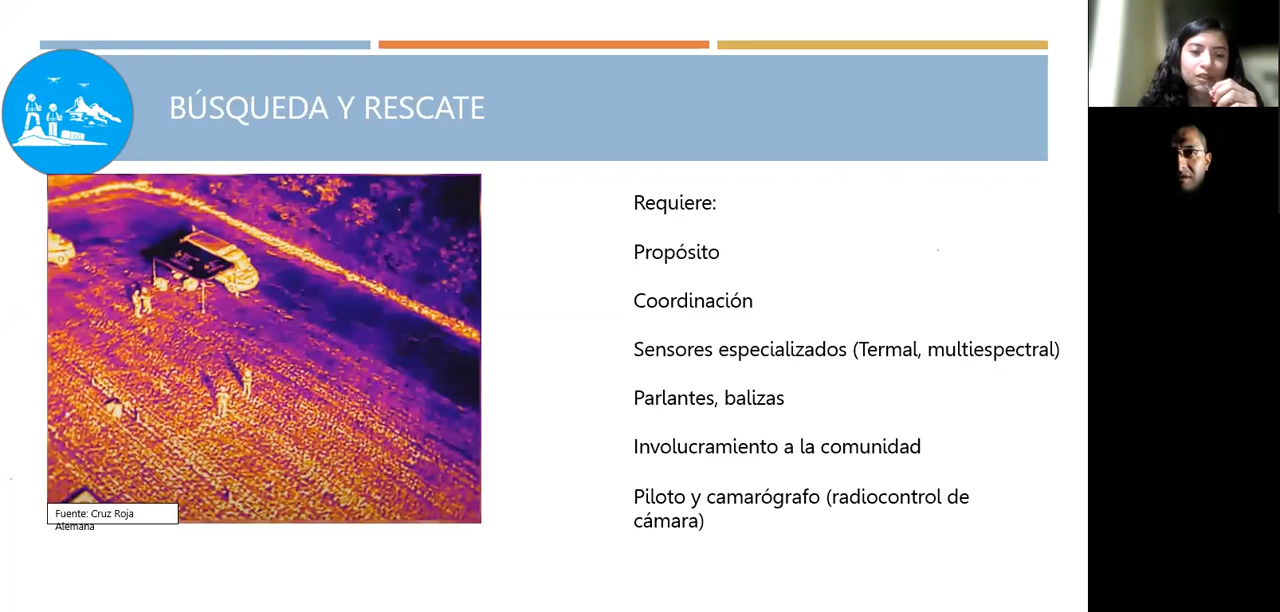 BÚSQUEDA Y RESCATE
Requiere:
Propósito
Coordinación
Sensores especializados (Termal, multiespectral)
Parlantes, balizas
Involucramiento a la comunidad
Piloto y camarógrafo (radiocontrol de
cámara)
Fuente: Cruz Roja
Alemana